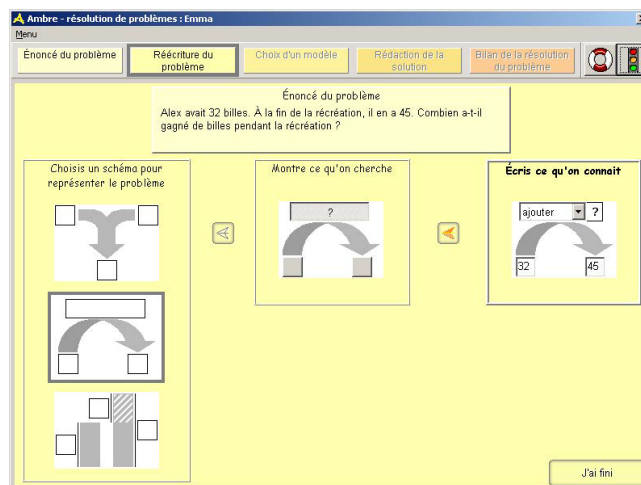 Ambre - résolution de problèmes : Emma
Menu
Énoncé du problème
Réécriture du
problème
Choix d'un modèle
Rédaction de la
solution
Bilan de la résolution
du problème
Énoncé du problème
Alex avait 32 billes. À la fin de la récréation, il en a 45. Combien a-t-il
gagné de billes pendant la récréation ?
Choisis un schéma pour
représenter le problème
Montre ce qu'on cherche
?
Écris ce qu'on connait
ajouter ?
32 45
J'ai fini